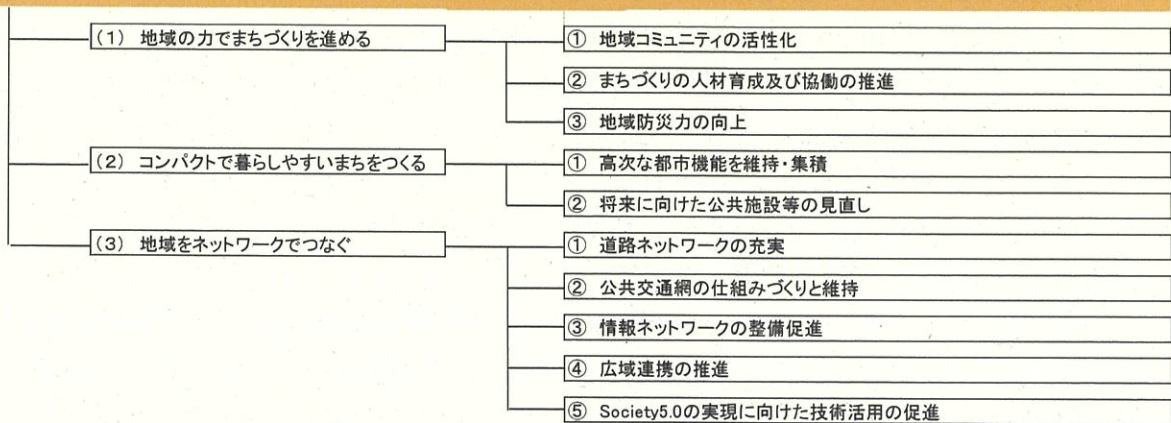 (1) 地域の力でまちづくりを進める
① 地域コミュニティの活性化
② まちづくりの人材育成及び協働の推進
③ 地域防災力の向上
(2) コンパクトで暮らしやすいまちをつくる
① 高次な都市機能を維持・集積
② 将来に向けた公共施設等の見直し
(3) 地域をネットワークでつなぐ
① 道路ネットワークの充実
② 公共交通網の仕組みづくりと維持
③ 情報ネットワークの整備促進
④ 広域連携の推進
⑤ Society5.0の実現に向けた技術活用の促進